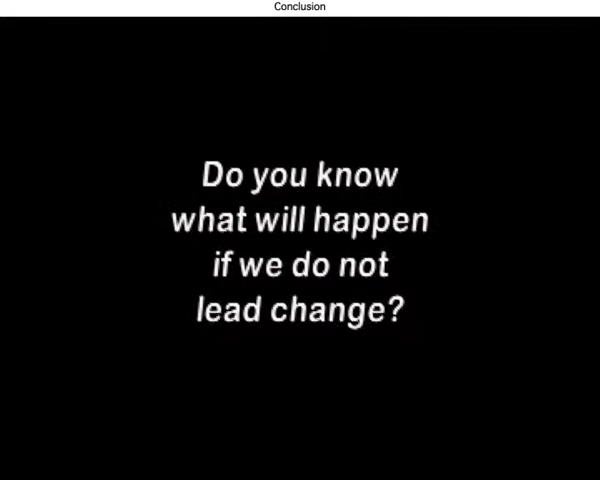 Conclusion
Do you know
what will happen
if we do not
lead change?